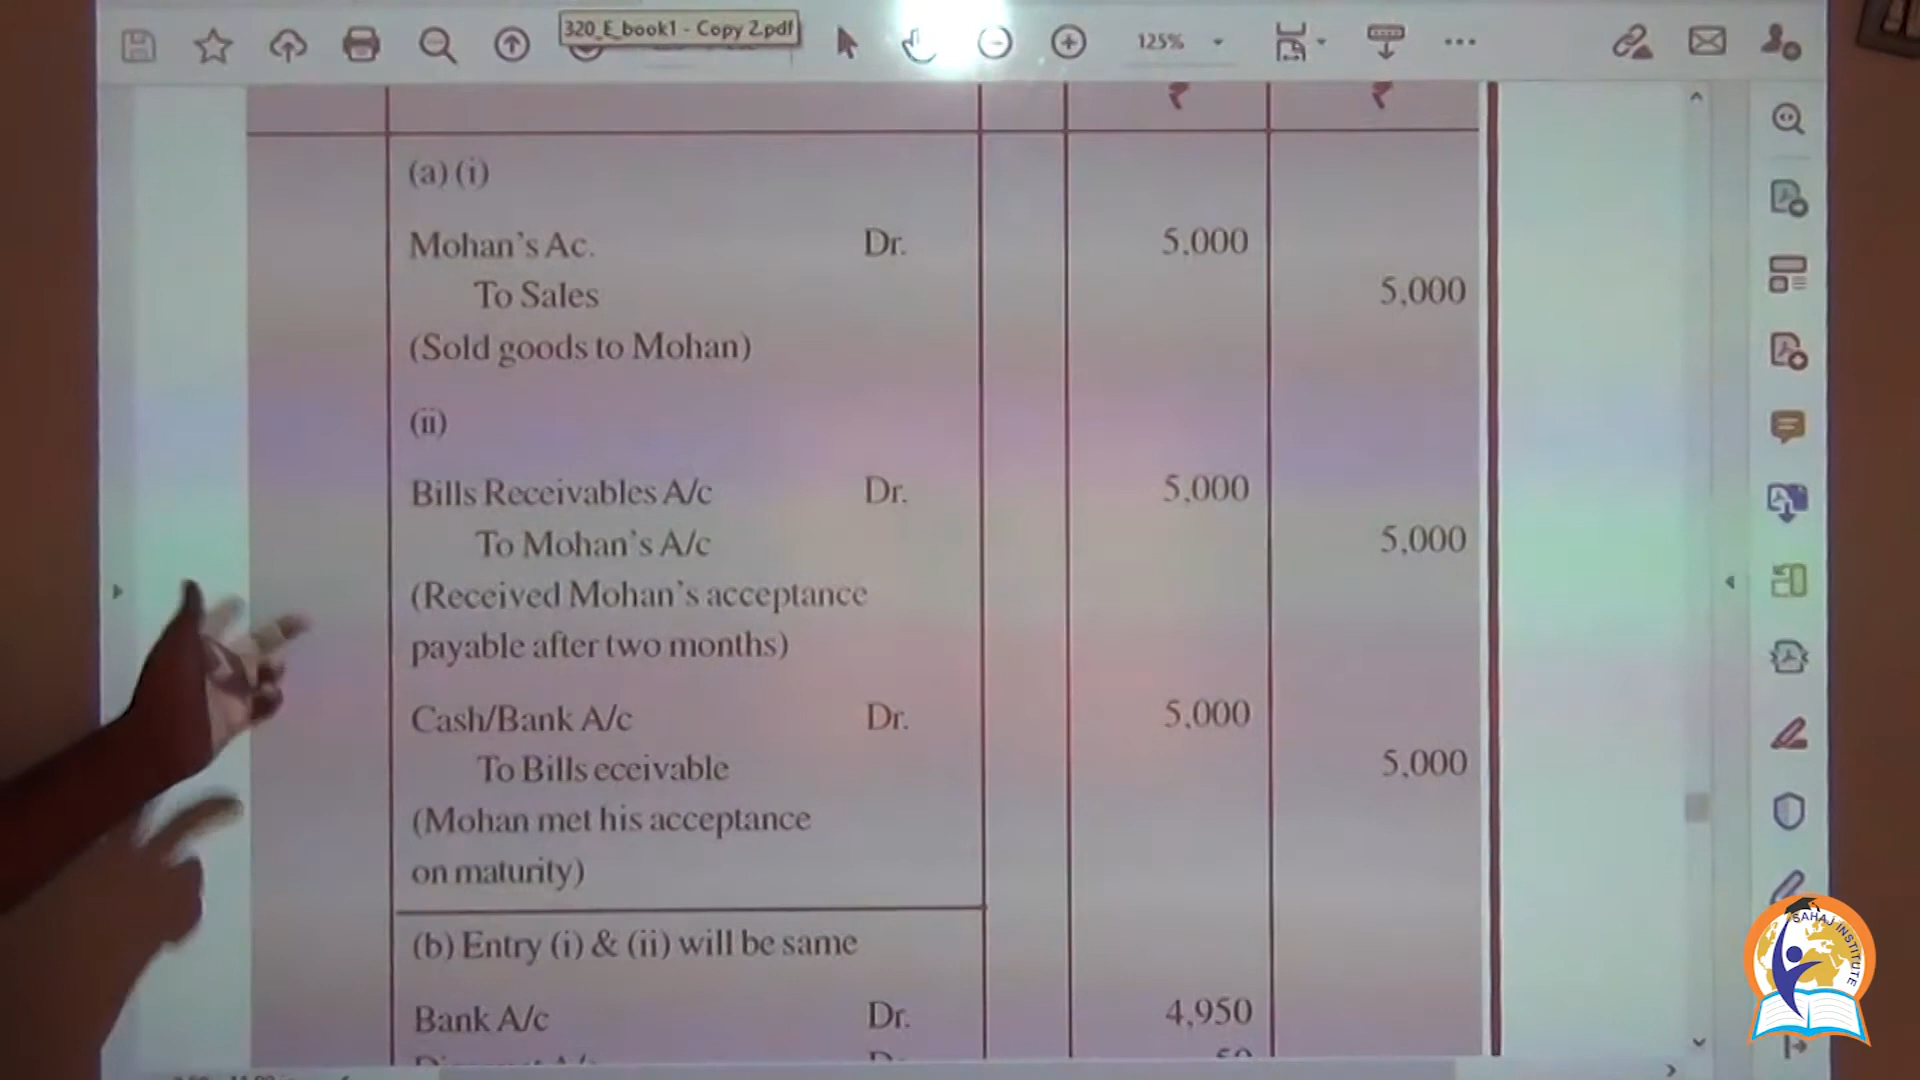 320_E_book1 - Copy 2.pdf
125%
₹ ₹
(a) (i)
Mohan's Ac. Dr. 5,000
To Sales 5,000
(Sold goods to Mohan)
(ii)
Bills Receivables A/c Dr. 5,000
To Mohan's A/c 5,000
(Received Mohan's acceptance
payable after two months)
Cash/Bank A/c Dr. 5,000
To Bills eceivable 5,000
(Mohan met his acceptance
on maturity)
(b) Entry (i) & (ii) will be same
Bank A/c Dr. 4,950
SAHAJ INSTITUTE